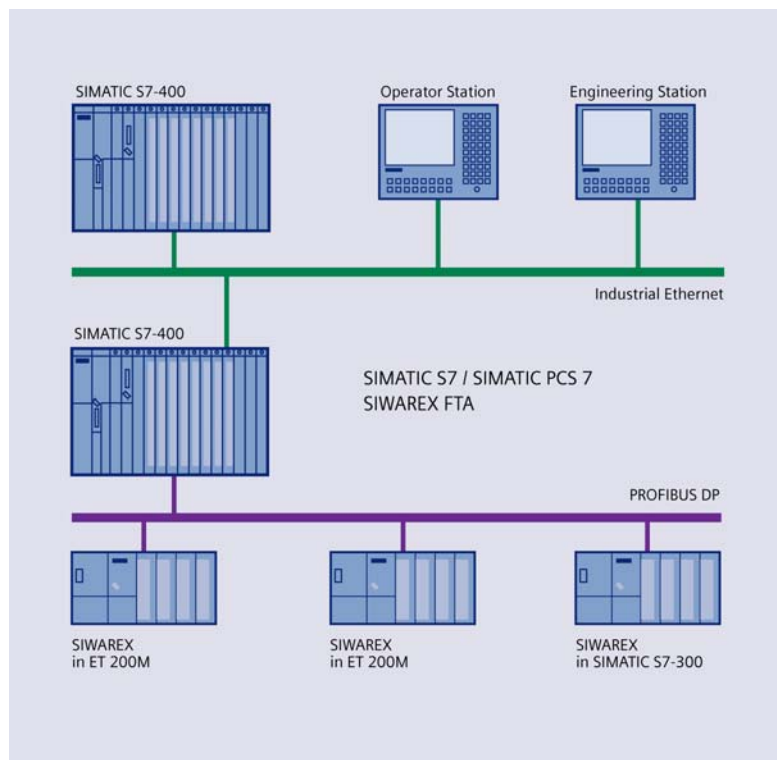 SIMATIC S7-400
Operator Station
Engineering Station
Industrial Ethernet
SIMATIC S7-400
SIMATIC S7 / SIMATIC PCS 7
SIWAREX FTA
PROFIBUS DP
SIWAREX
in ET 200M
SIWAREX
in ET 200M
SIWAREX
in SIMATIC S7-300